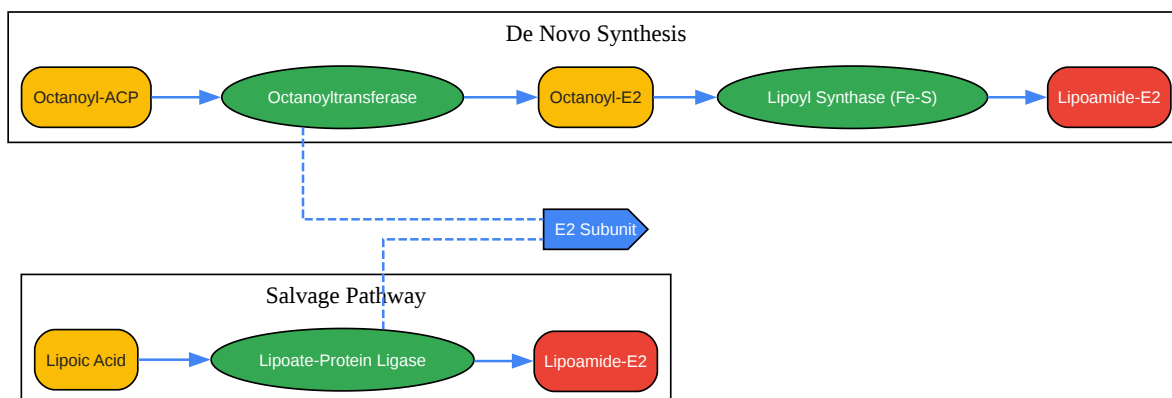 De Novo Synthesis
Octanoyl-ACP
Octanoyltransferase
Octanoyl-E2
Lipoyl Synthase (Fe-S)
Lipoamide-E2
E2 Subunit
Salvage Pathway
Lipoic Acid
Lipoate-Protein Ligase
Lipoamide-E2